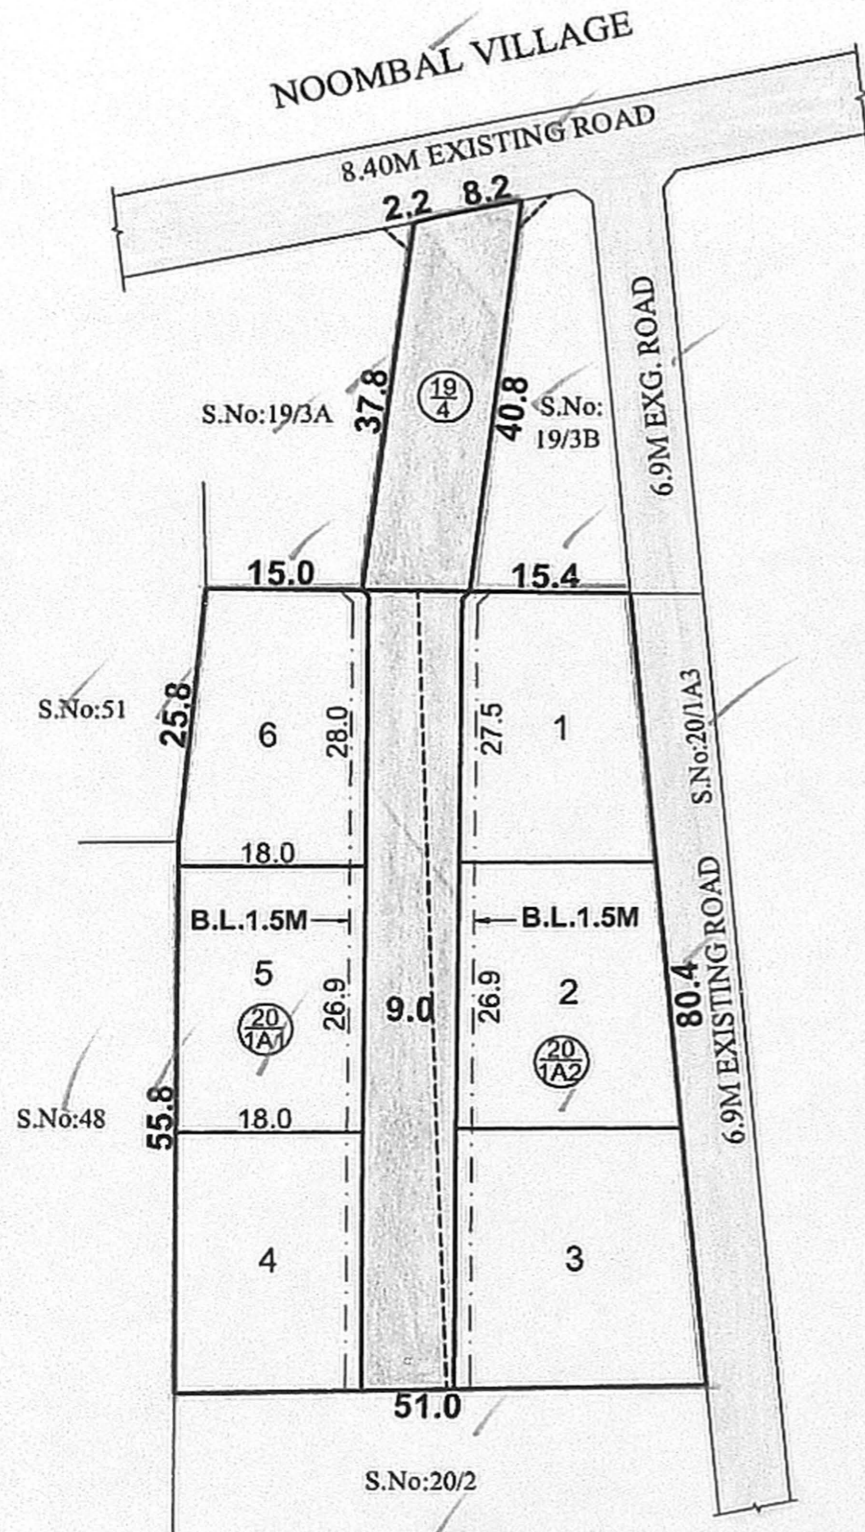 NOOMBAL VILLAGE
8.40M EXISTING ROAD
2.2
8.2
6.9M EXG. ROAD
37.8
19
4
40.8
S.No:19/3A
S.No:
19/3B
15.0
15.4
S.No:51
25.8
6
28.0
27.5
1
S.No:20/1A3
18.0
B.L.1.5M
B.L.1.5M
5
26.9
9.0
26.9
2
80.4
20
1A1
20
1A2
6.9M EXISTING ROAD
S.No:48
55.8
18.0
4
3
51.0
S.No:20/2